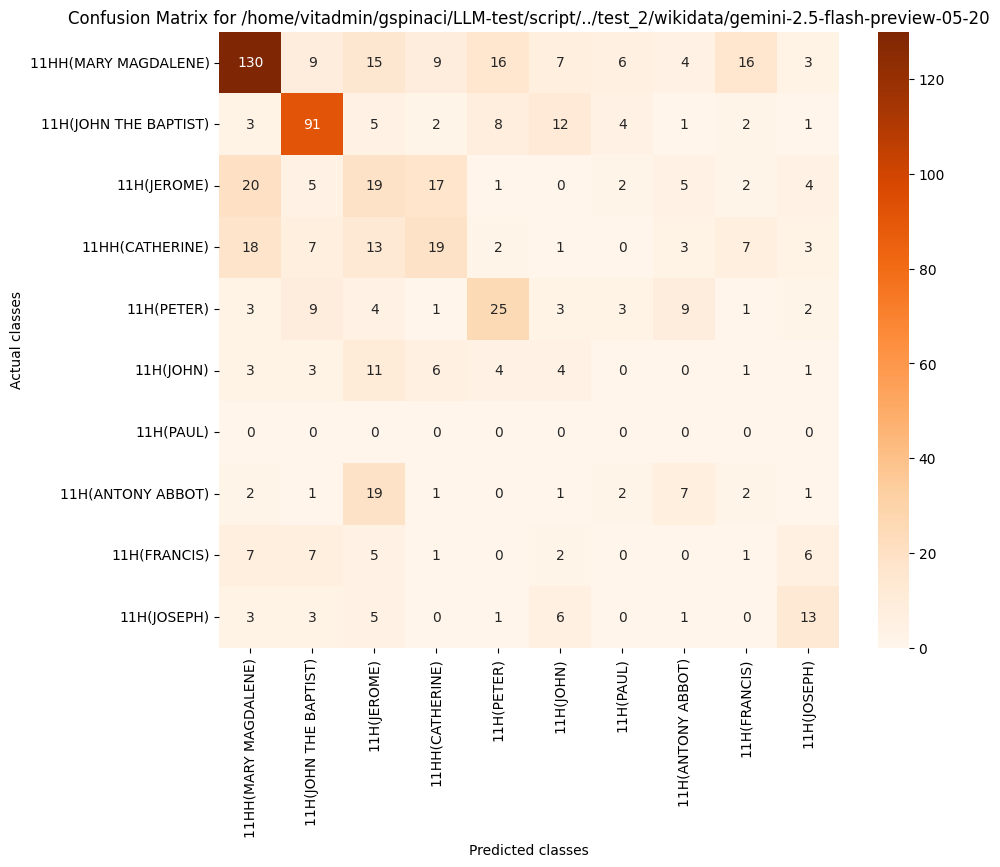 Confusion Matrix for /home/vitadmin/gspinaci/LLM-test/script/../test_2/wikidata/gemini-2.5-flash-preview-05-20
11HH(MARY MAGDALENE) 130 9 15 9 16 7 6 4 16 3
11H(JOHN THE BAPTIST) 3 91 5 2 8 12 4 1 2 1
11H(JEROME) 20 5 19 17 1 0 2 5 2 4
11HH(CATHERINE) 18 7 13 19 2 1 0 3 7 3
11H(PETER) 3 9 4 1 25 3 3 9 1 2
11H(JOHN) 3 3 11 6 4 4 0 0 1 1
11H(PAUL) 0 0 0 0 0 0 0 0 0 0
11H(ANTONY ABBOT) 2 1 19 1 0 1 2 7 2 1
11H(FRANCIS) 7 7 5 1 0 2 0 0 1 6
11H(JOSEPH) 3 3 5 0 1 6 0 1 0 13
Actual classes
11HH(MARY MAGDALENE)
11H(JOHN THE BAPTIST)
11H(JEROME)
11HH(CATHERINE)
11H(PETER)
11H(JOHN)
11H(PAUL)
11H(ANTONY ABBOT)
11H(FRANCIS)
11H(JOSEPH)
Predicted classes
120
100
80
60
40
20
0